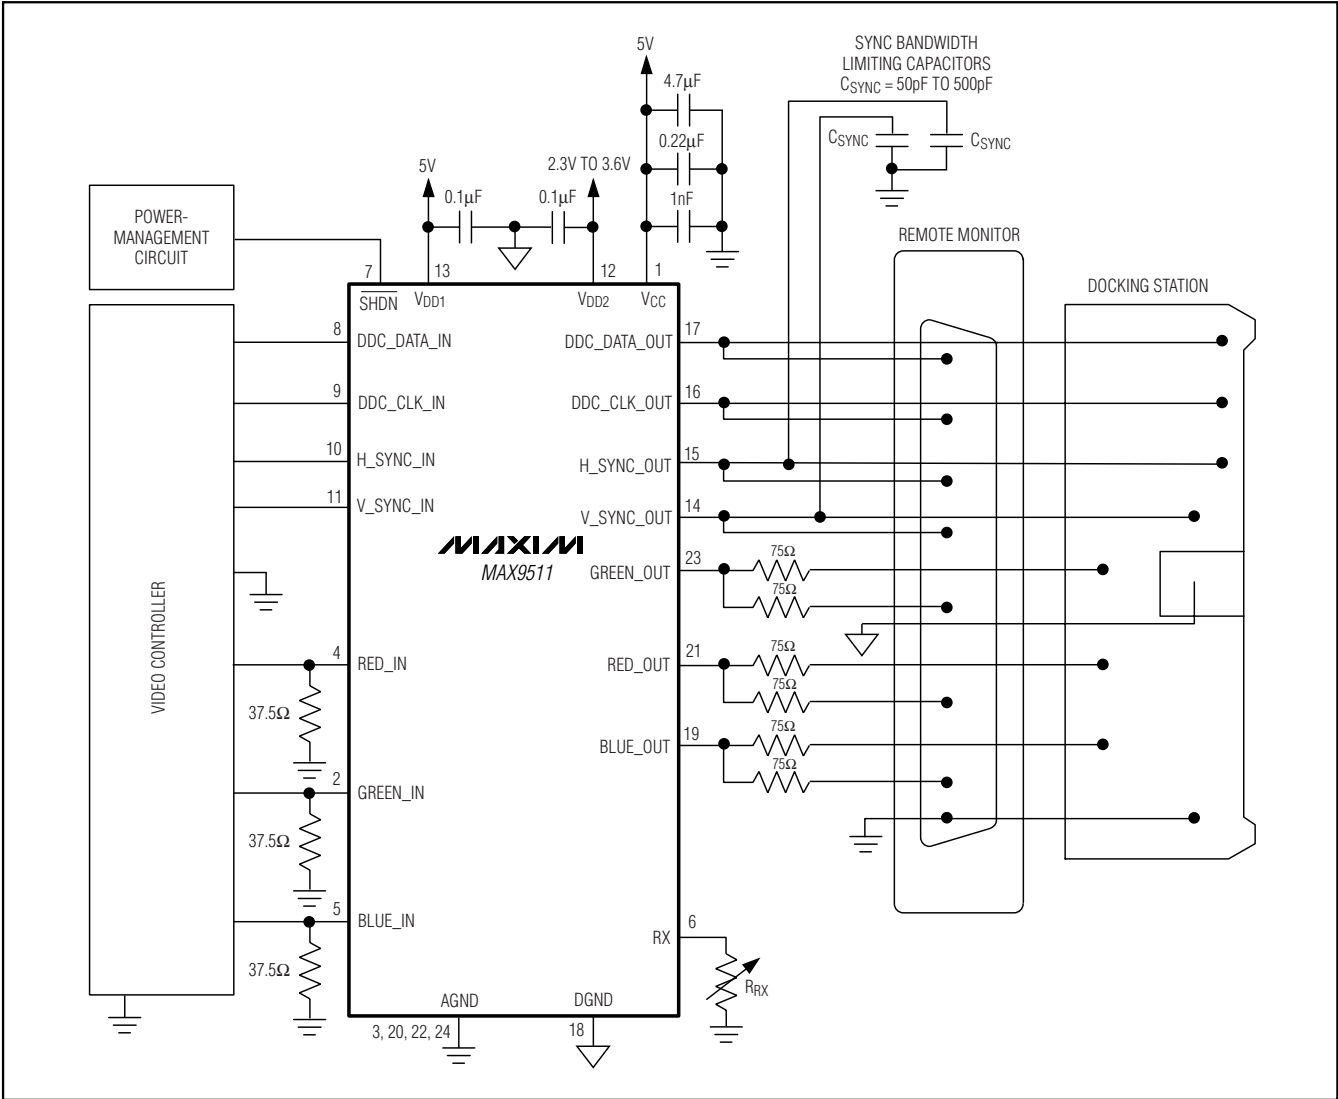 SYNC BANDWIDTH
LIMITING CAPACITORS
CSYNC = 50pF TO 500pF
5V
4.7µF
0.22µF
1nF
CSYNC
CSYNC
5V
0.1µF
0.1µF
2.3V TO 3.6V
POWER-
MANAGEMENT
CIRCUIT
REMOTE MONITOR
DOCKING STATION
7
13
12
1
SHDN
VDD1
VDD2
VCC
8
DDC_DATA_IN
DDC_DATA_OUT
17
9
DDC_CLK_IN
DDC_CLK_OUT
16
10
H_SYNC_IN
H_SYNC_OUT
15
11
V_SYNC_IN
V_SYNC_OUT
14
MAXIM
MAX9511
GREEN_OUT
23
75Ω
75Ω
VIDEO CONTROLLER
4
RED_IN
RED_OUT
21
75Ω
75Ω
37.5Ω
BLUE_OUT
19
75Ω
75Ω
2
GREEN_IN
37.5Ω
5
BLUE_IN
37.5Ω
RX
6
RRX
AGND
DGND
3, 20, 22, 24
18